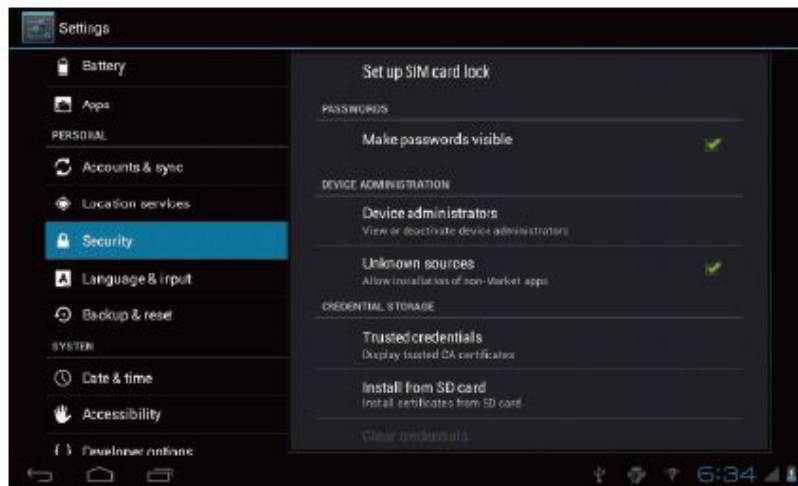 Settings
Battery
Apps
PERSONAL
Accounts & sync
Location services
Security
Language & input
Backup & reset
SYSTEM
Date & time
Accessibility
{ } Developer options
Set up SIM card lock
PASSWORDS
Make passwords visible
DEVICE ADMINISTRATION
Device administrators
View or deactivate device administrators
Unknown sources
Allow installation of non-Market apps
CREDENTIAL STORAGE
Trusted credentials
Display trusted CA certificates
Install from SD card
Install certificates from SD card
Clear credentials
6:34